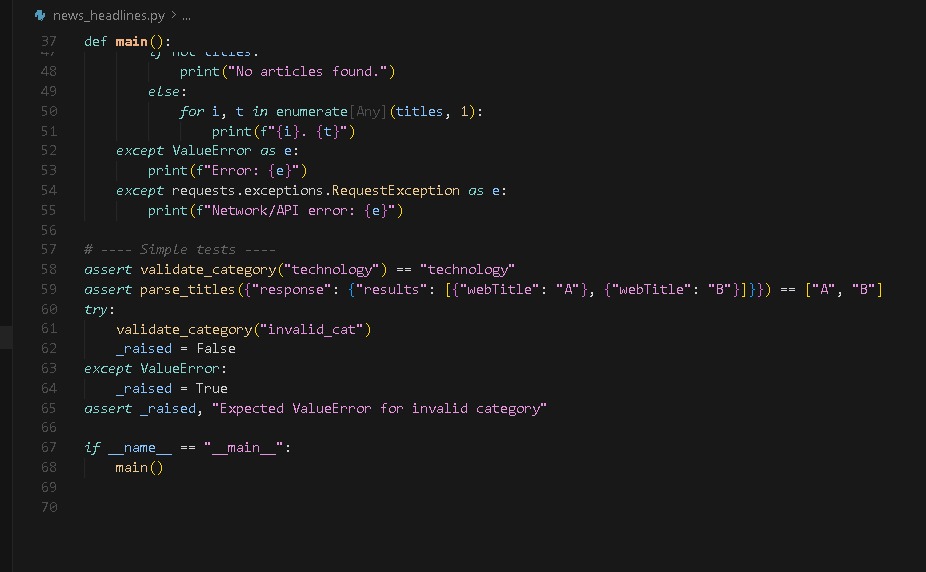 news_headlines.py > ...
37 def main():
47 if not titles:
48 print("No articles found.")
49 else:
50 for i, t in enumerate[Any](titles, 1):
51 print(f"{i}. {t}")
52 except ValueError as e:
53 print(f"Error: {e}")
54 except requests.exceptions.RequestException as e:
55 print(f"Network/API error: {e}")
56
57 # ---- Simple tests ----
58 assert validate_category("technology") == "technology"
59 assert parse_titles({"response": {"results": [{"webTitle": "A"}, {"webTitle": "B"}]}}) == ["A", "B"]
60 try:
61 validate_category("invalid_cat")
62 _raised = False
63 except ValueError:
64 _raised = True
65 assert _raised, "Expected ValueError for invalid category"
66
67 if __name__ == "__main__":
68 main()
69
70